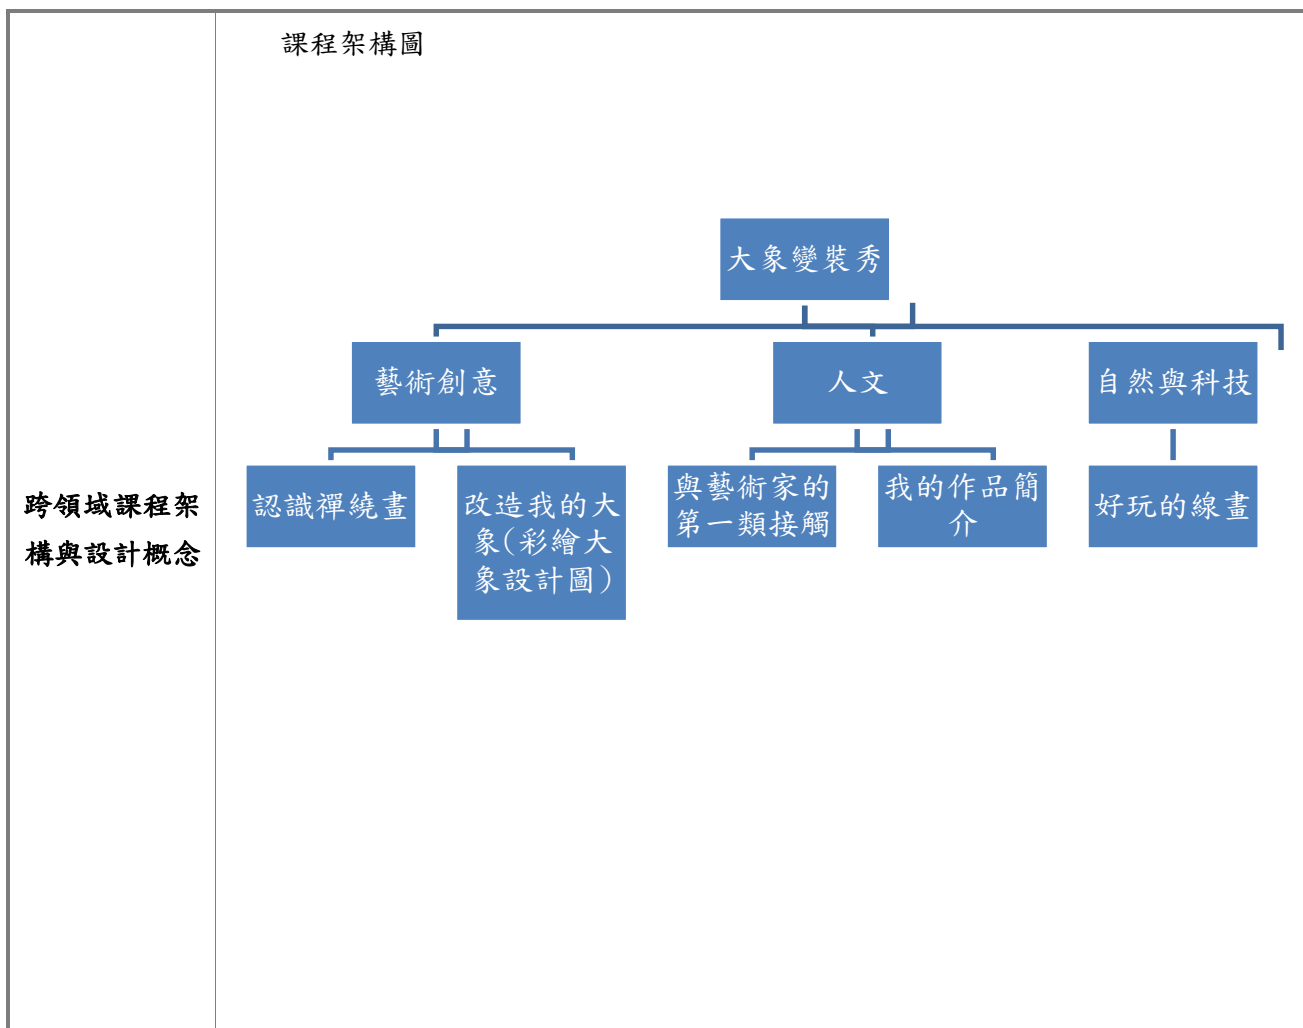 課程架構圖
大象變裝秀
藝術創意
人文
自然與科技
認識禪繞畫
改造我的大
象(彩繪大
象設計圖)
與藝術家的
第一類接觸
我的作品簡
介
好玩的線畫
跨領域課程架
構與設計概念